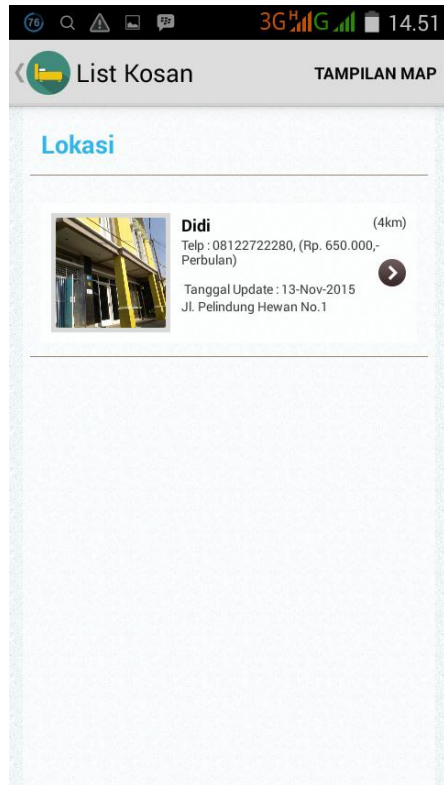 76 3G H G 14.51
List Kosan TAMPILAN MAP
Lokasi
Didi (4km)
Telp : 08122722280, (Rp. 650.000,-
Perbulan)
Tanggal Update : 13-Nov-2015
Jl. Pelindung Hewan No.1